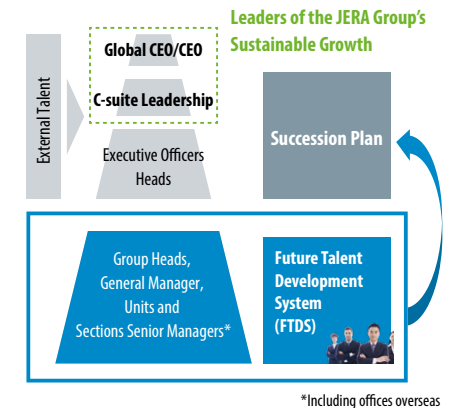 Leaders of the JERA Group's
Sustainable Growth
Global CEO/CEO
C-suite Leadership
External Talent
Executive Officers
Heads
Succession Plan
Group Heads,
General Manager,
Units and
Sections Senior Managers*
Future Talent
Development
System
(FTDS)
*Including offices overseas